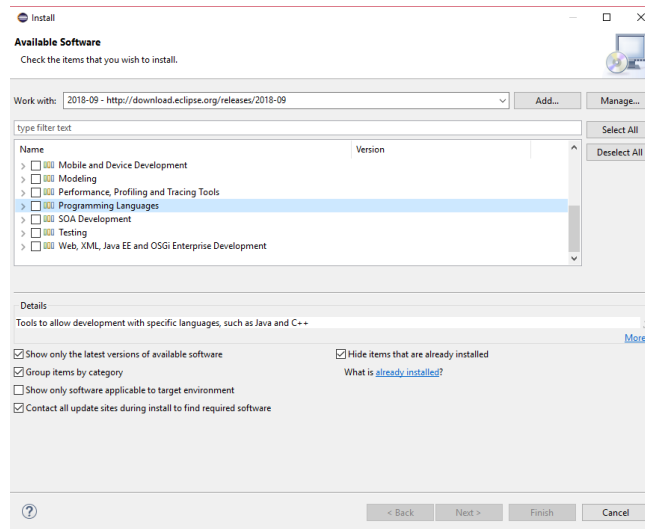 Install
Available Software
Check the items that you wish to install.
Work with: 2018-09 - http://download.eclipse.org/releases/2018-09 Add... Manage...
type filter text Select All
Name Version Deselect All
Mobile and Device Development
Modeling
Performance, Profiling and Tracing Tools
Programming Languages
SOA Development
Testing
Web, XML, Java EE and OSGi Enterprise Development
Details
Tools to allow development with specific languages, such as Java and C++
More
Show only the latest versions of available software Hide items that are already installed
Group items by category What is already installed?
Show only software applicable to target environment
Contact all update sites during install to find required software
? < Back Next > Finish Cancel